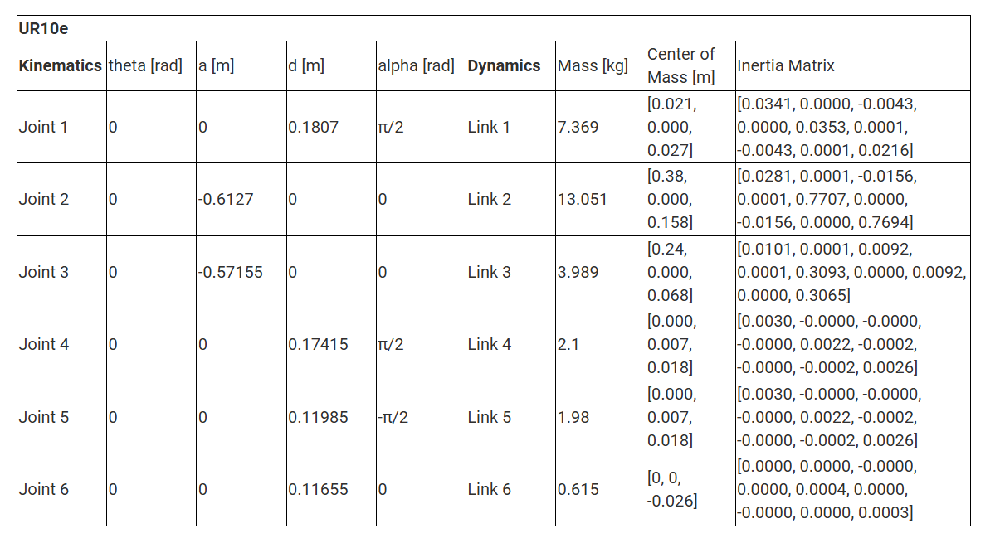 UR10e
Kinematics theta [rad] a [m] d [m] alpha [rad] Dynamics Mass [kg] Center of
Mass [m] Inertia Matrix
Joint 1 0 0 0.1807 π/2 Link 1 7.369 [0.021,
0.000,
0.027] [0.0341, 0.0000, -0.0043,
0.0000, 0.0353, 0.0001,
-0.0043, 0.0001, 0.0216]
Joint 2 0 -0.6127 0 0 Link 2 13.051 [0.38,
0.000,
0.158] [0.0281, 0.0001, -0.0156,
0.0001, 0.7707, 0.0000,
-0.0156, 0.0000, 0.7694]
Joint 3 0 -0.57155 0 0 Link 3 3.989 [0.24,
0.000,
0.068] [0.0101, 0.0001, 0.0092,
0.0001, 0.3093, 0.0000, 0.0092,
0.0000, 0.3065]
Joint 4 0 0 0.17415 π/2 Link 4 2.1 [0.000,
0.007,
0.018] [0.0030, -0.0000, -0.0000,
-0.0000, 0.0022, -0.0002,
-0.0000, -0.0002, 0.0026]
Joint 5 0 0 0.11985 -π/2 Link 5 1.98 [0.000,
0.007,
0.018] [0.0030, -0.0000, -0.0000,
-0.0000, 0.0022, -0.0002,
-0.0000, -0.0002, 0.0026]
Joint 6 0 0 0.11655 0 Link 6 0.615 [0, 0,
-0.026] [0.0000, 0.0000, -0.0000,
0.0000, 0.0004, 0.0000,
-0.0000, 0.0000, 0.0003]